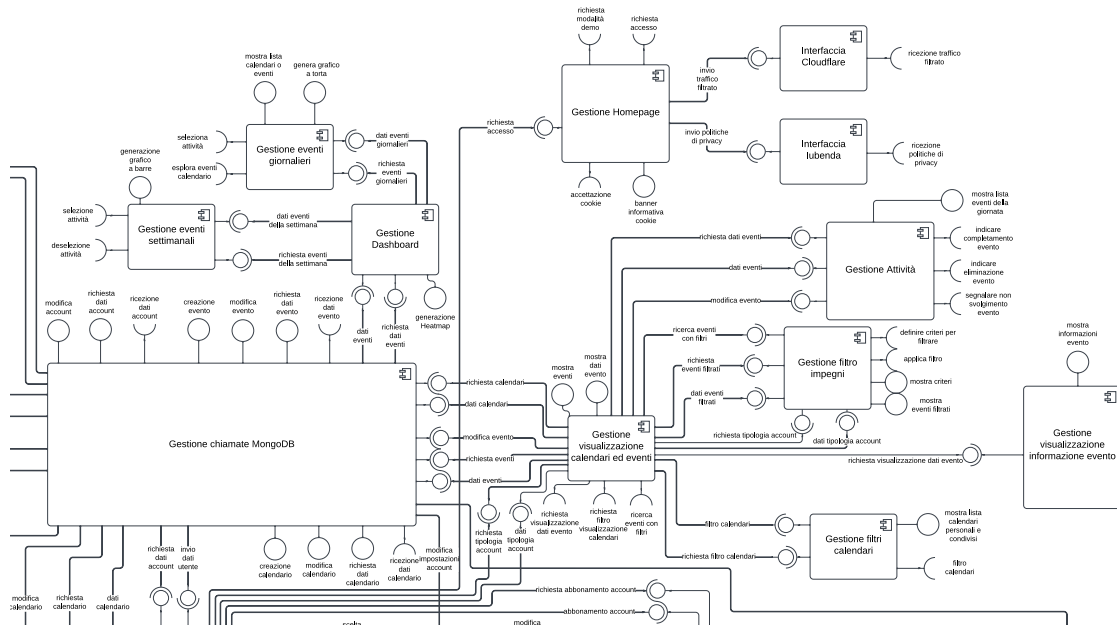 richiesta
modalità
demo
richiesta
accesso
Interfaccia
Cloudflare
ricezione traffico
filtrato
mostra lista
calendari o
eventi
genera grafico
a torta
invio
traffico
filtrato
Gestione Homepage
richiesta
accesso
invio politiche
di privacy
Interfaccia
Iubenda
ricezione
politiche di
privacy
seleziona
attività
Gestione eventi
giornalieri
dati eventi
giornalieri
generazione
grafico
a barre
esplora eventi
calendario
richiesta
eventi
giornalieri
accettazione
cookie
banner
informativa
cookie
mostra lista
eventi della
giornata
selezione
attività
Gestione eventi
settimanali
dati eventi
della settimana
Gestione
Dashboard
deselezione
attività
richiesta eventi
della settimana
richiesta dati eventi
indicare
completamento
evento
dati eventi
Gestione Attività
indicare
eliminazione
evento
modifica evento
segnalare non
svolgimento
evento
modifica
account
richiesta
dati
account
ricezione
dati
account
creazione
evento
modifica
evento
richiesta
dati
evento
ricezione
dati
evento
dati
eventi
richiesta
dati
eventi
generazione
Heatmap
ricerca eventi
con filtri
definire criteri per
filtrare
Gestione filtro
impegni
applica filtro
mostra
informazioni
evento
richiesta
eventi filtrati
mostra criteri
mostra
eventi
mostra
dati
evento
dati eventi
filtrati
mostra
eventi filtrati
richiesta calendari
dati calendari
Gestione chiamate MongoDB
modifica evento
Gestione
visualizzazione
calendari ed eventi
richiesta tipologia account
dati tipologia account
Gestione
visualizzazione
informazione evento
richiesta eventi
richiesta visualizzazione dati evento
dati eventi
richiesta
tipologia
account
dati
tipologia
account
richiesta
visualizzazione
dati evento
richiesta
filtro
visualizzazione
calendari
ricerca
eventi con
filtri
filtro calendari
Gestione filtri
calendari
mostra lista
calendari
personali e
condivisi
richiesta filtro calendari
filtro
calendari
richiesta
dati
account
invio
dati
utente
creazione
calendario
modifica
calendario
richiesta
dati
calendario
ricezione
dati
calendario
modifica
impostazioni
account
modifica
calendario
richiesta
calendario
dati
calendario
richiesta abbonamento account
abbonamento account
scelta
modifica